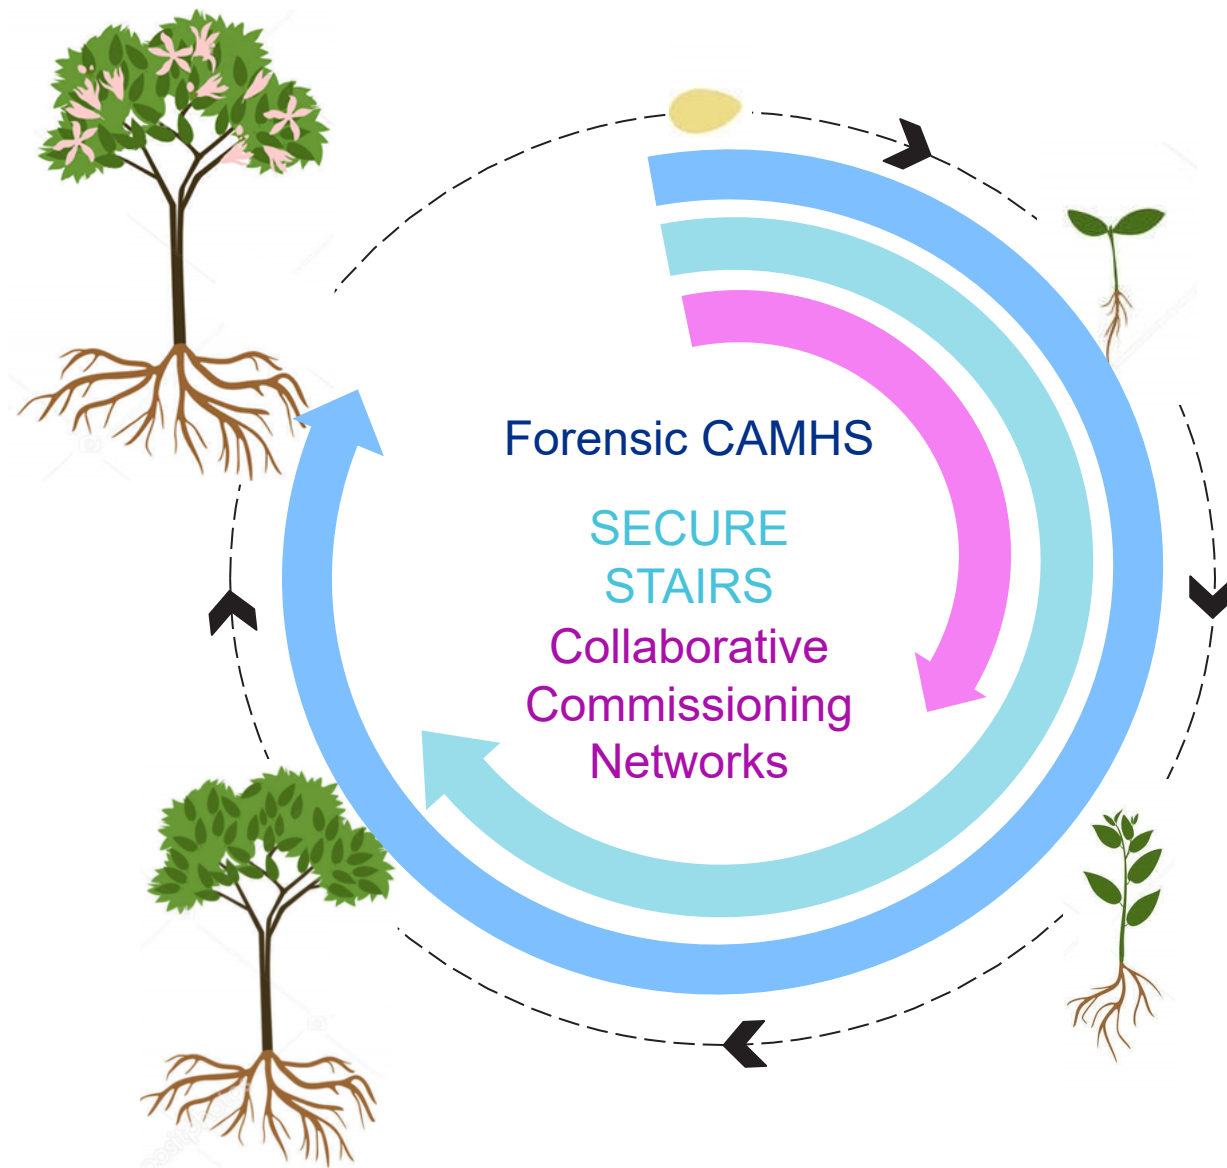 Forensic CAMHS
SECURE
STAIRS
Collaborative
Commissioning
Networks